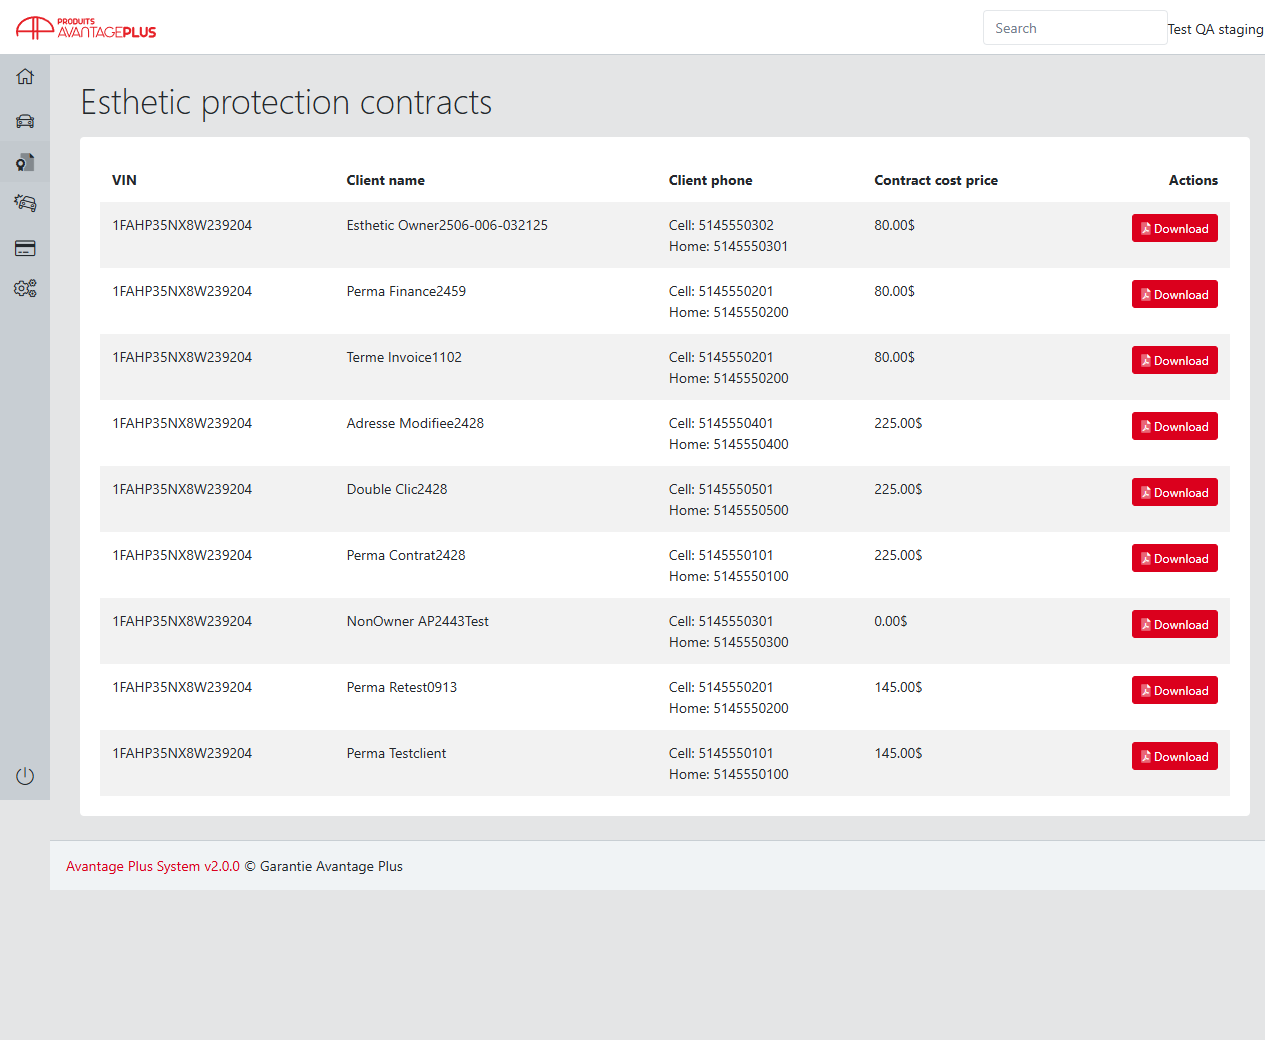 PRODUITS
AVANTAGEPLUS
Search
Test QA staging
Esthetic protection contracts
VIN Client name Client phone Contract cost price Actions
1FAHP35NX8W239204 Esthetic Owner2506-006-032125 Cell: 5145550302 80.00$ Download
Home: 5145550301
1FAHP35NX8W239204 Perma Finance2459 Cell: 5145550201 80.00$ Download
Home: 5145550200
1FAHP35NX8W239204 Terme Invoice1102 Cell: 5145550201 80.00$ Download
Home: 5145550200
1FAHP35NX8W239204 Adresse Modifiee2428 Cell: 5145550401 225.00$ Download
Home: 5145550400
1FAHP35NX8W239204 Double Clic2428 Cell: 5145550501 225.00$ Download
Home: 5145550500
1FAHP35NX8W239204 Perma Contrat2428 Cell: 5145550101 225.00$ Download
Home: 5145550100
1FAHP35NX8W239204 NonOwner AP2443Test Cell: 5145550301 0.00$ Download
Home: 5145550300
1FAHP35NX8W239204 Perma Retest0913 Cell: 5145550201 145.00$ Download
Home: 5145550200
1FAHP35NX8W239204 Perma Testclient Cell: 5145550101 145.00$ Download
Home: 5145550100
Avantage Plus System v2.0.0 © Garantie Avantage Plus